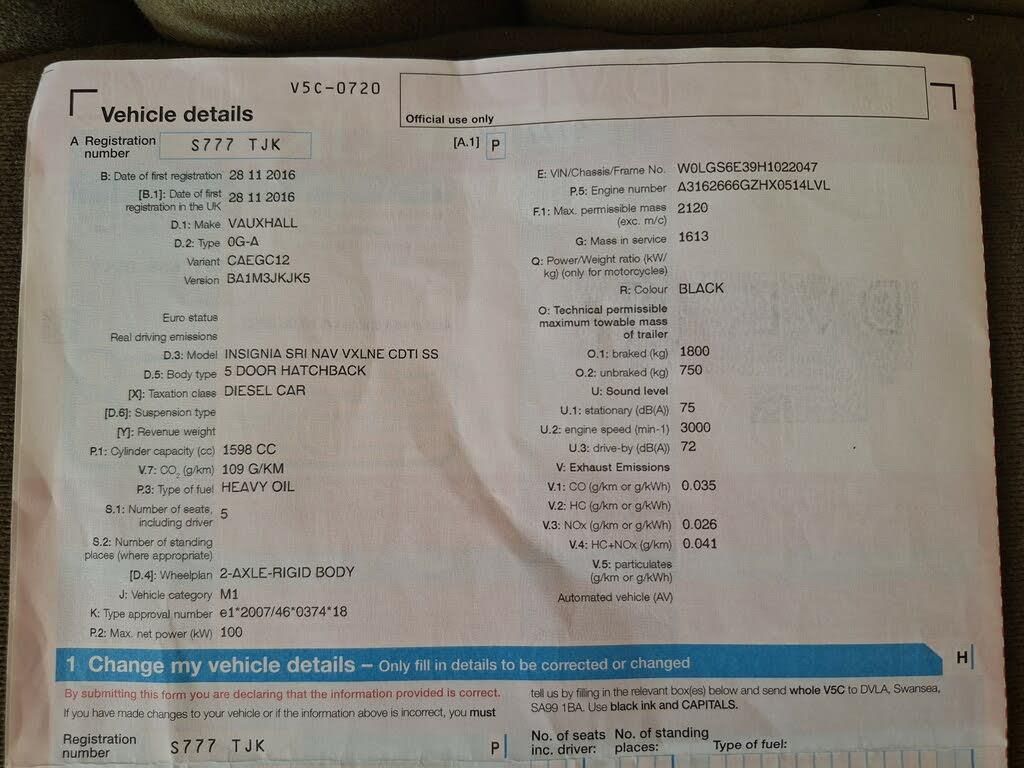 V5C-0720
Vehicle details
Official use only
A Registration number S777 TJK
[A.1] P
B: Date of first registration 28 11 2016
[B.1]: Date of first registration in the UK 28 11 2016
D.1: Make VAUXHALL
D.2: Type 0G-A
Variant CAEGC12
Version BA1M3JKJK5
Euro status
Real driving emissions
D.3: Model INSIGNIA SRI NAV VXLNE CDTI SS
D.5: Body type 5 DOOR HATCHBACK
[X]: Taxation class DIESEL CAR
[D.6]: Suspension type
[Y]: Revenue weight
P.1: Cylinder capacity (cc) 1598 CC
V.7: CO2 (g/km) 109 G/KM
P.3: Type of fuel HEAVY OIL
S.1: Number of seats, including driver 5
S.2: Number of standing places (where appropriate)
[D.4]: Wheelplan 2-AXLE-RIGID BODY
J: Vehicle category M1
K: Type approval number e1*2007/46*0374*18
P.2: Max. net power (kW) 100
E: VIN/Chassis/Frame No. W0LGS6E39H1022047
P.5: Engine number A3162666GZHX0514LVL
F.1: Max. permissible mass (exc. m/c) 2120
G: Mass in service 1613
Q: Power/Weight ratio (kW/kg) (only for motorcycles)
R: Colour BLACK
O: Technical permissible maximum towable mass of trailer
O.1: braked (kg) 1800
O.2: unbraked (kg) 750
U: Sound level
U.1: stationary (dB(A)) 75
U.2: engine speed (min-1) 3000
U.3: drive-by (dB(A)) 72
V: Exhaust Emissions
V.1: CO (g/km or g/kWh) 0.035
V.2: HC (g/km or g/kWh)
V.3: NOx (g/km or g/kWh) 0.026
V.4: HC+NOx (g/km) 0.041
V.5: particulates (g/km or g/kWh)
Automated vehicle (AV)
1 Change my vehicle details – Only fill in details to be corrected or changed
H
By submitting this form you are declaring that the information provided is correct.
If you have made changes to your vehicle or if the information above is incorrect, you must
tell us by filling in the relevant box(es) below and send whole V5C to DVLA, Swansea,
SA99 1BA. Use black ink and CAPITALS.
Registration number S777 TJK P
No. of seats inc. driver:
No. of standing places:
Type of fuel: